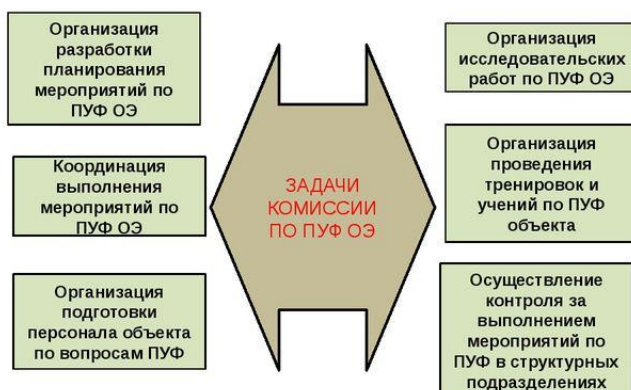 Организация
разработки
планирования
мероприятий по
ПУФ ОЭ
Координация
выполнения
мероприятий по
ПУФ ОЭ
Организация
подготовки
персонала объекта
по вопросам ПУФ
ЗАДАЧИ
КОМИССИИ
ПО ПУФ ОЭ
Организация
исследовательских
работ по ПУФ ОЭ
Организация
проведения
тренировок и
учений по ПУФ
объекта
Осуществление
контроля за
выполнением
мероприятий по
ПУФ в структурных
подразделениях